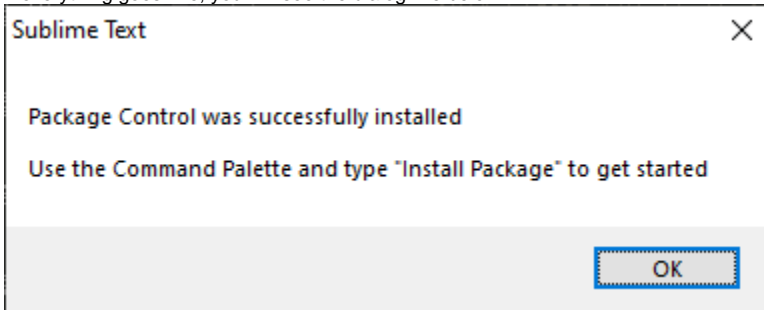 Sublime Text
Package Control was successfully installed
Use the Command Palette and type "Install Package" to get started
OK